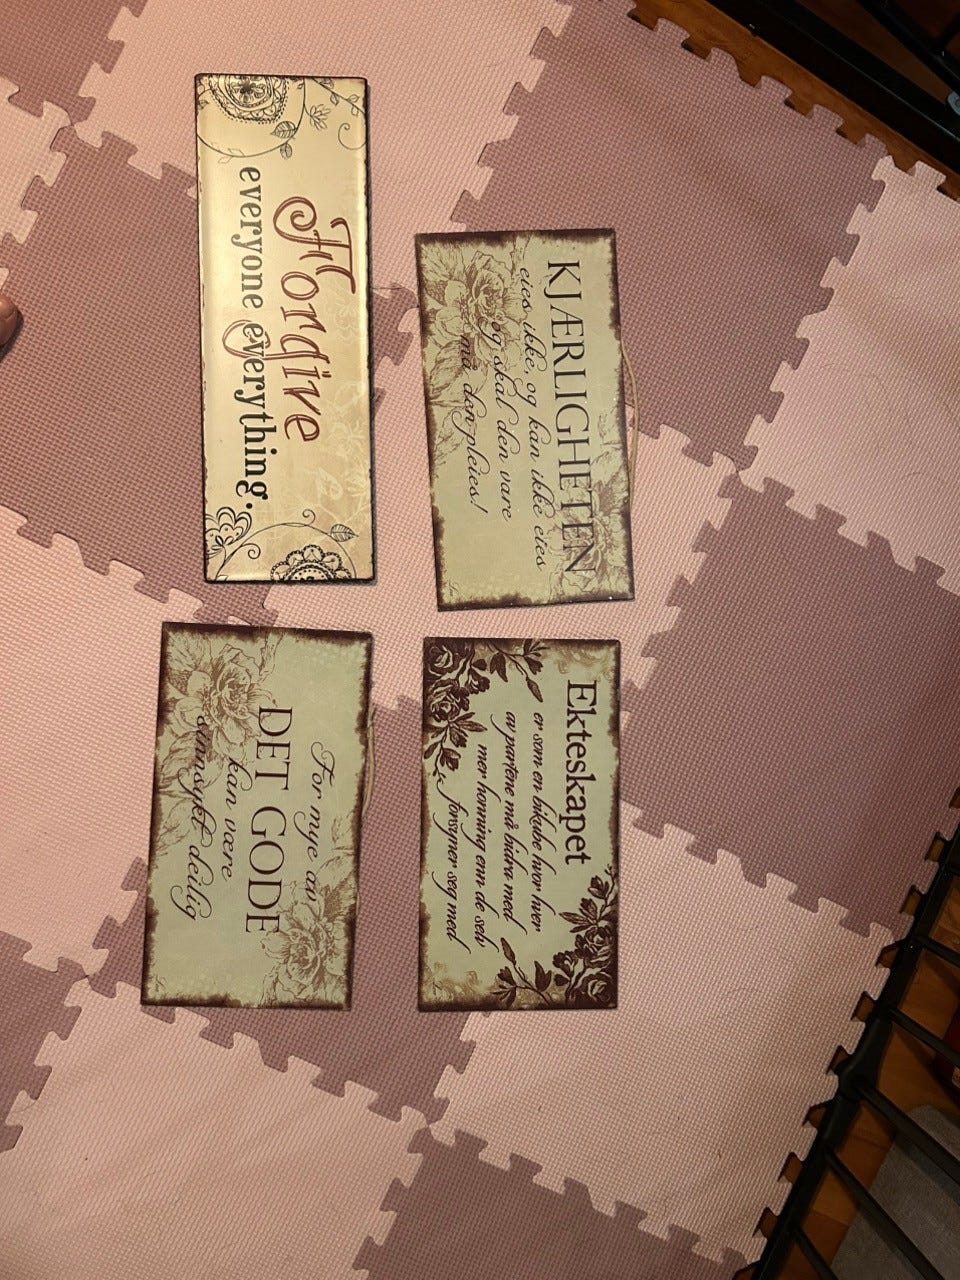 Forgive
everyone everything.
KJÆRLIGHETEN
eies ikke, og kan ikke eies
og skal den vare
må den pleies!
For mye av
DET GODE
kan være
sinnsykt deilig
Ekteskapet
er som en bikube hvor hver
av partene må bidra med
mer honning enn de selv
forsyner seg med